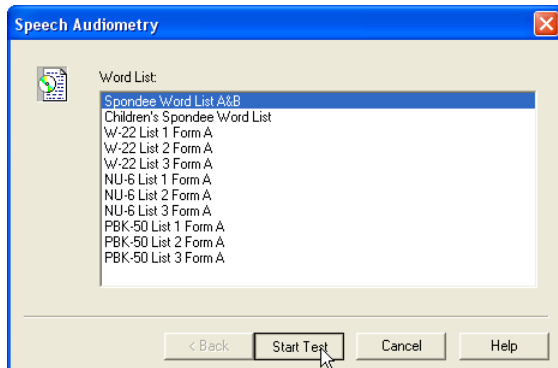 Speech Audiometry
Word List:
Spondee Word List A&B
Children's Spondee Word List
W-22 List 1 Form A
W-22 List 2 Form A
W-22 List 3 Form A
NU-6 List 1 Form A
NU-6 List 2 Form A
NU-6 List 3 Form A
PBK-50 List 1 Form A
PBK-50 List 2 Form A
PBK-50 List 3 Form A
< Back Start Test Cancel Help